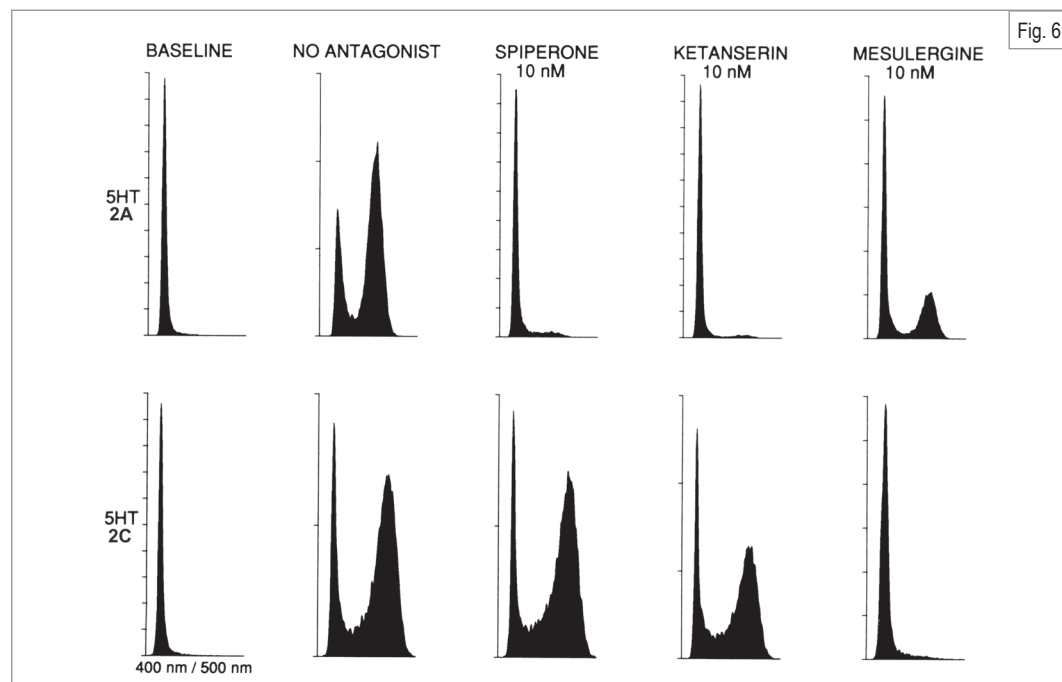 Fig. 6
BASELINE
NO ANTAGONIST
SPIPERONE
10 nM
KETANSERIN
10 nM
MESULERGINE
10 nM
5HT
2A
5HT
2C
400 nm / 500 nm